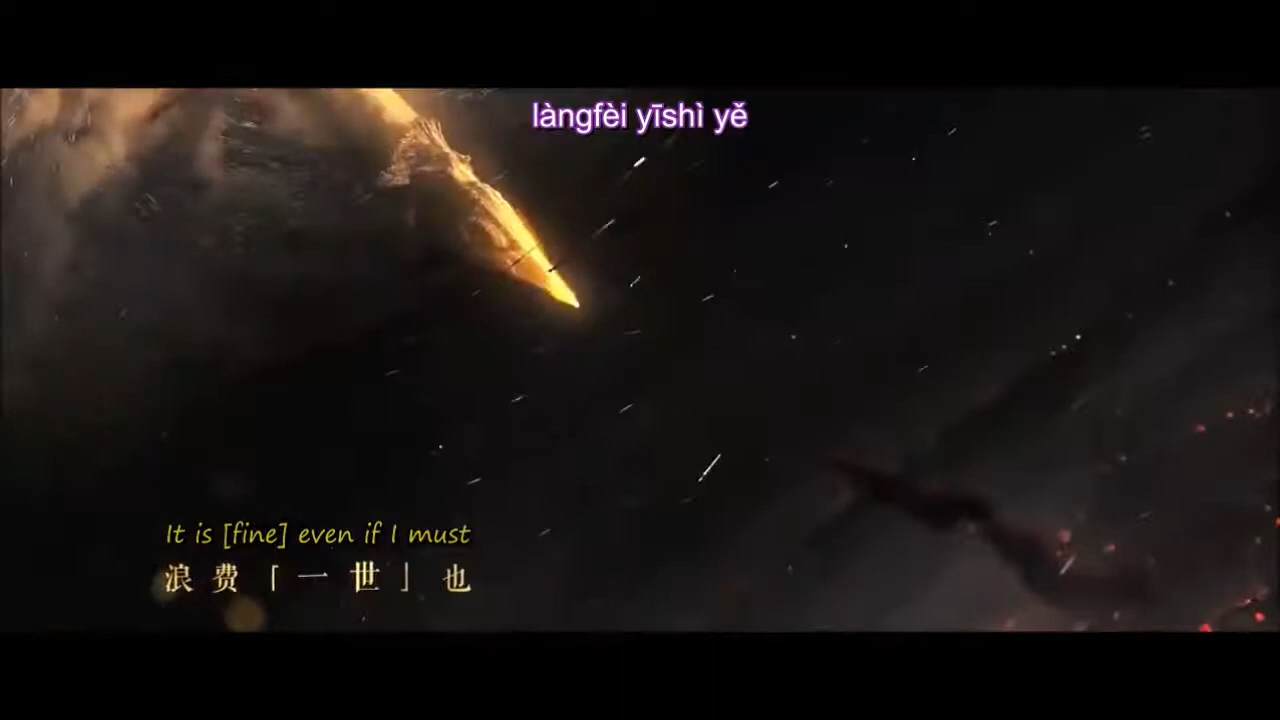 làngfèi yīshì yě
It is [fine] even if I must
浪费「一世」也